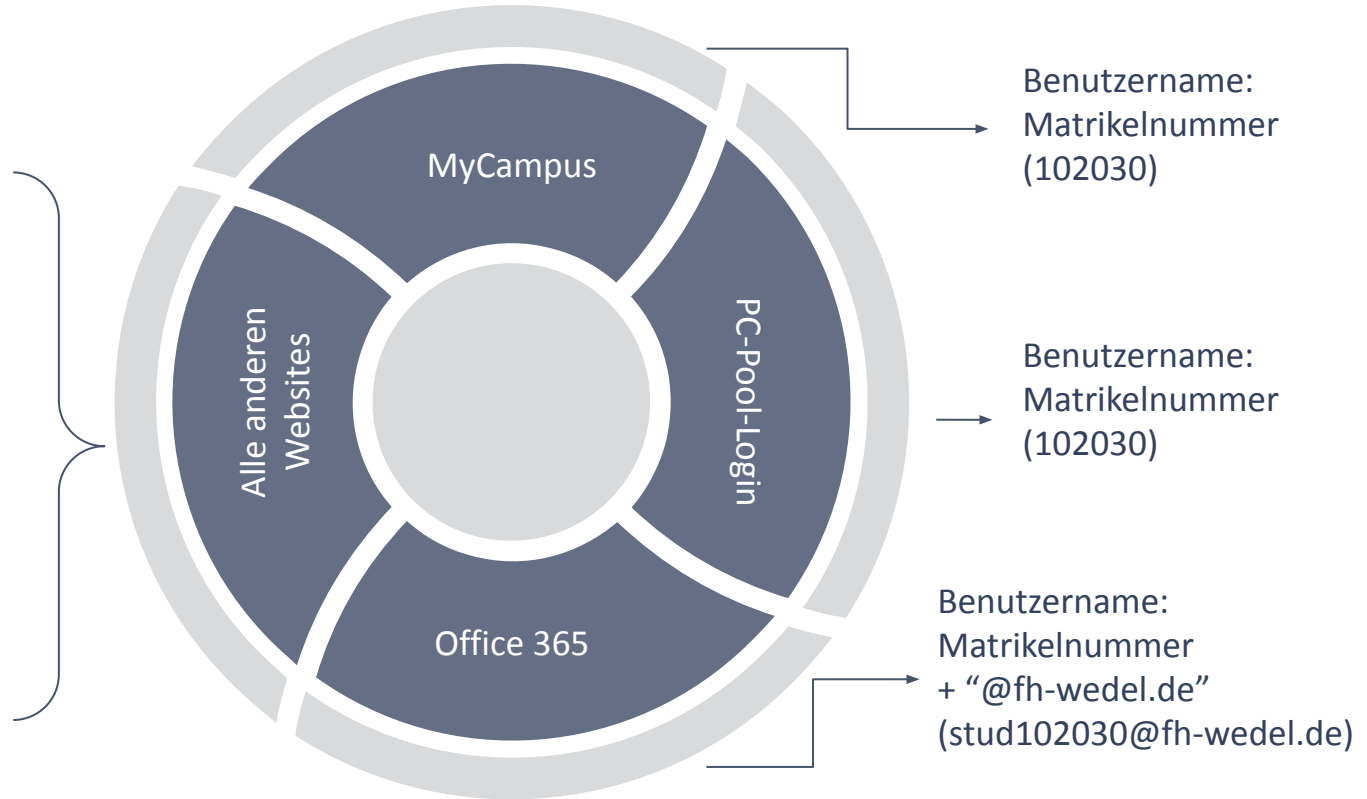 MyCampus
Benutzername:
Matrikelnummer
(102030)
Alle anderen
Websites
PC-Pool-Login
Benutzername:
Matrikelnummer
(102030)
Office 365
Benutzername:
Matrikelnummer
+ “@fh-wedel.de”
(stud102030@fh-wedel.de)